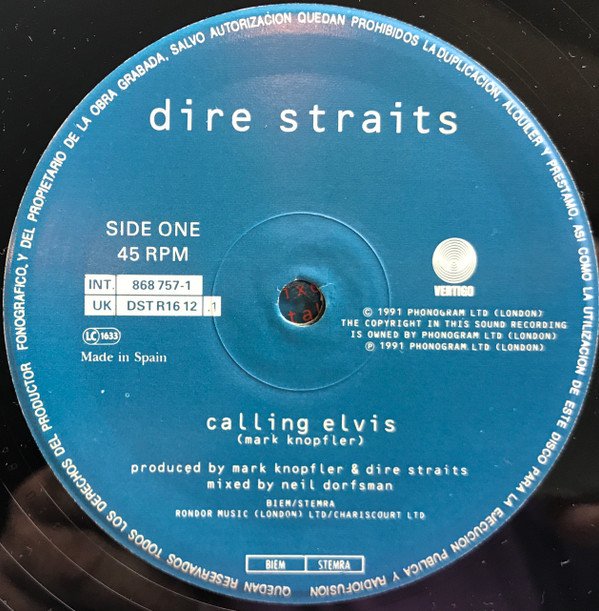 QUEDAN RESERVADOS TODOS LOS DERECHOS DEL PRODUCTOR FONOGRAFICO, Y DEL PROPIETARIO DE LA OBRA GRABADA, SALVO AUTORIZACION QUEDAN PROHIBIDOS LA DUPLICACION, ALQUILER Y PRESTAMO, ASI COMO LA UTILIZACION DE ESTE DISCO PARA LA EJECUCION PUBLICA Y RADIOFUSION
dire straits
SIDE ONE
45 RPM
INT. 868 757-1
UK DSTR16 12 .1
LC 1633
Made in Spain
VERTIGO
© 1991 PHONOGRAM LTD (LONDON)
THE COPYRIGHT IN THIS SOUND RECORDING
IS OWNED BY PHONOGRAM LTD (LONDON)
℗ 1991 PHONOGRAM LTD (LONDON)
calling elvis
(mark knopfler)
produced by mark knopfler & dire straits
mixed by neil dorfsman
BIEM/STEMRA
RONDOR MUSIC (LONDON) LTD/CHARISCOURT LTD
BIEM STEMRA